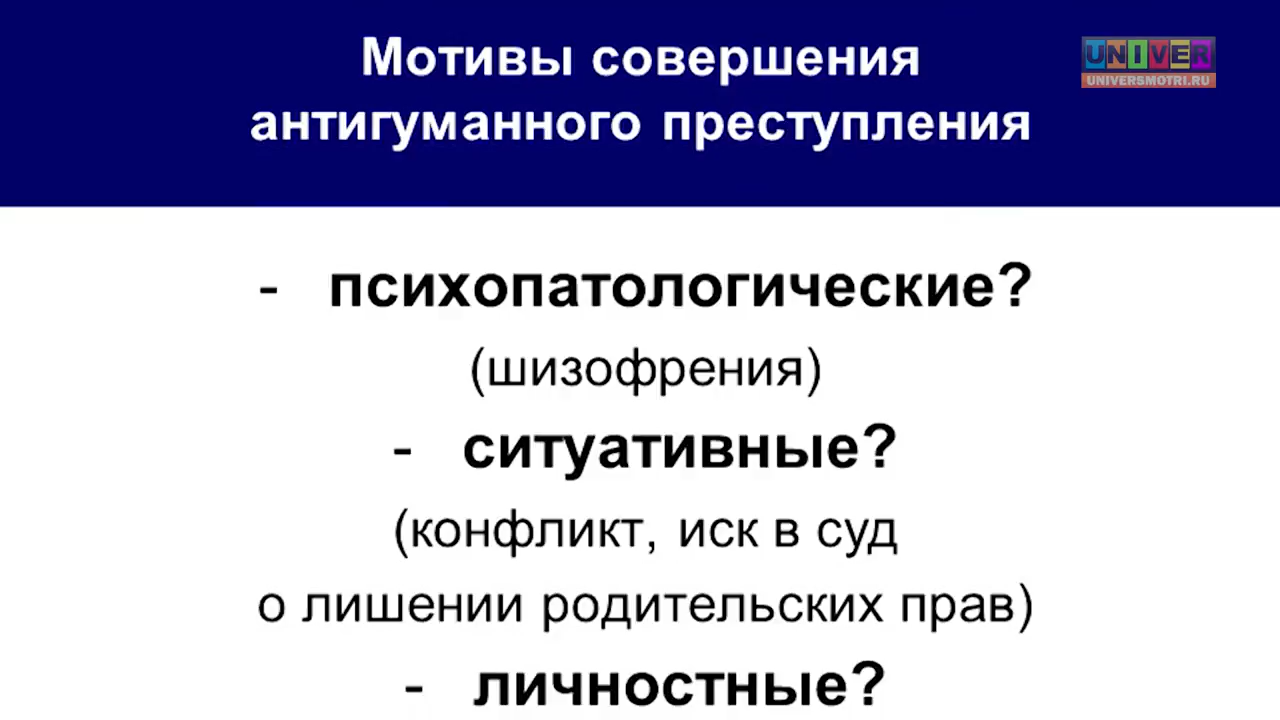 Мотивы совершения
антигуманного преступления
UNIVER
UNIVERSMOTRI.RU
- психопатологические?
(шизофрения)
- ситуативные?
(конфликт, иск в суд
о лишении родительских прав)
- личностные?